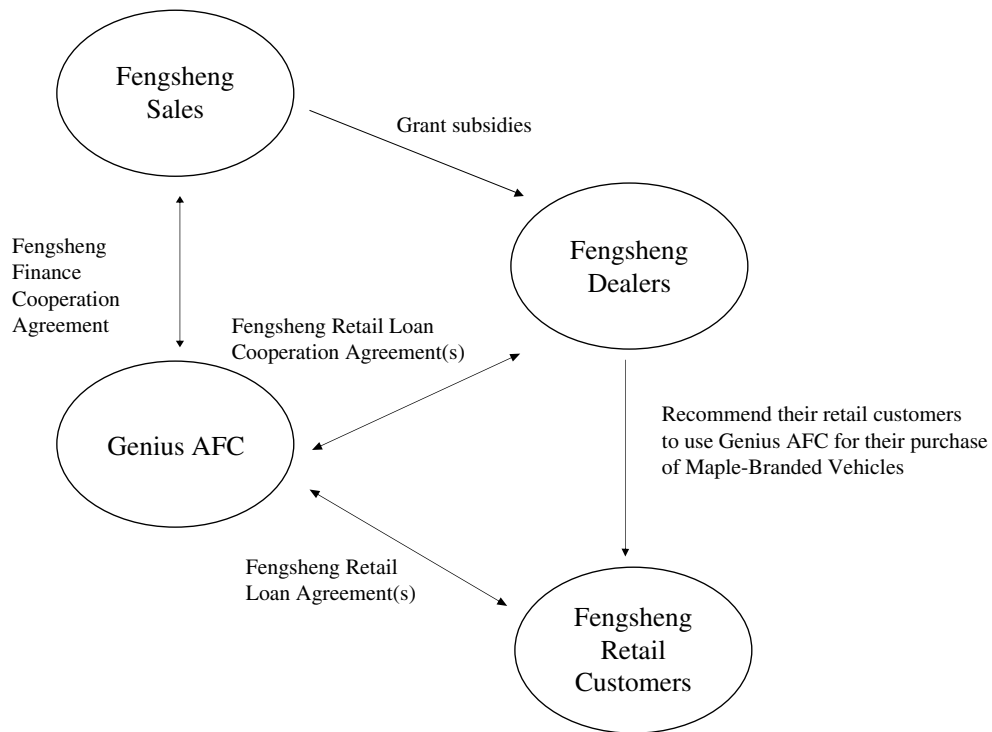 Fengsheng
Sales
Grant subsidies
Fengsheng
Dealers
Fengsheng
Finance
Cooperation
Agreement
Fengsheng Retail Loan
Cooperation Agreement(s)
Genius AFC
Recommend their retail customers
to use Genius AFC for their purchase
of Maple-Branded Vehicles
Fengsheng Retail
Loan Agreement(s)
Fengsheng
Retail
Customers